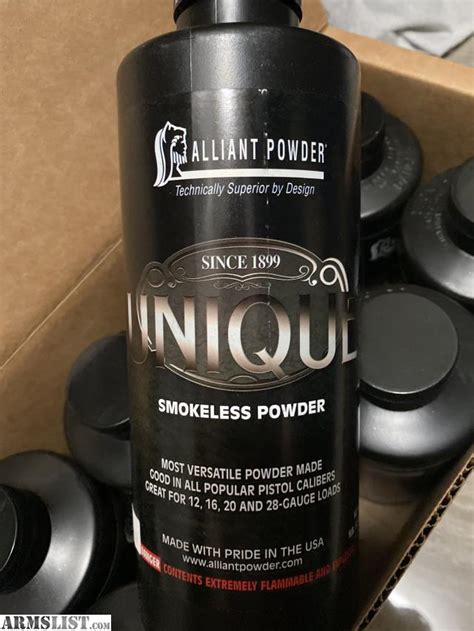 ALLIANT POWDER
Technically Superior by Design
SINCE 1899
UNIQUE
SMOKELESS POWDER
MOST VERSATILE POWDER MADE
GOOD IN ALL POPULAR PISTOL CALIBERS
GREAT FOR 12, 16, 20 AND 28-GAUGE LOADS
MADE WITH PRIDE IN THE USA
www.alliantpowder.com
DANGER CONTENTS EXTREMELY FLAMMABLE AND
ARMSLIST.com